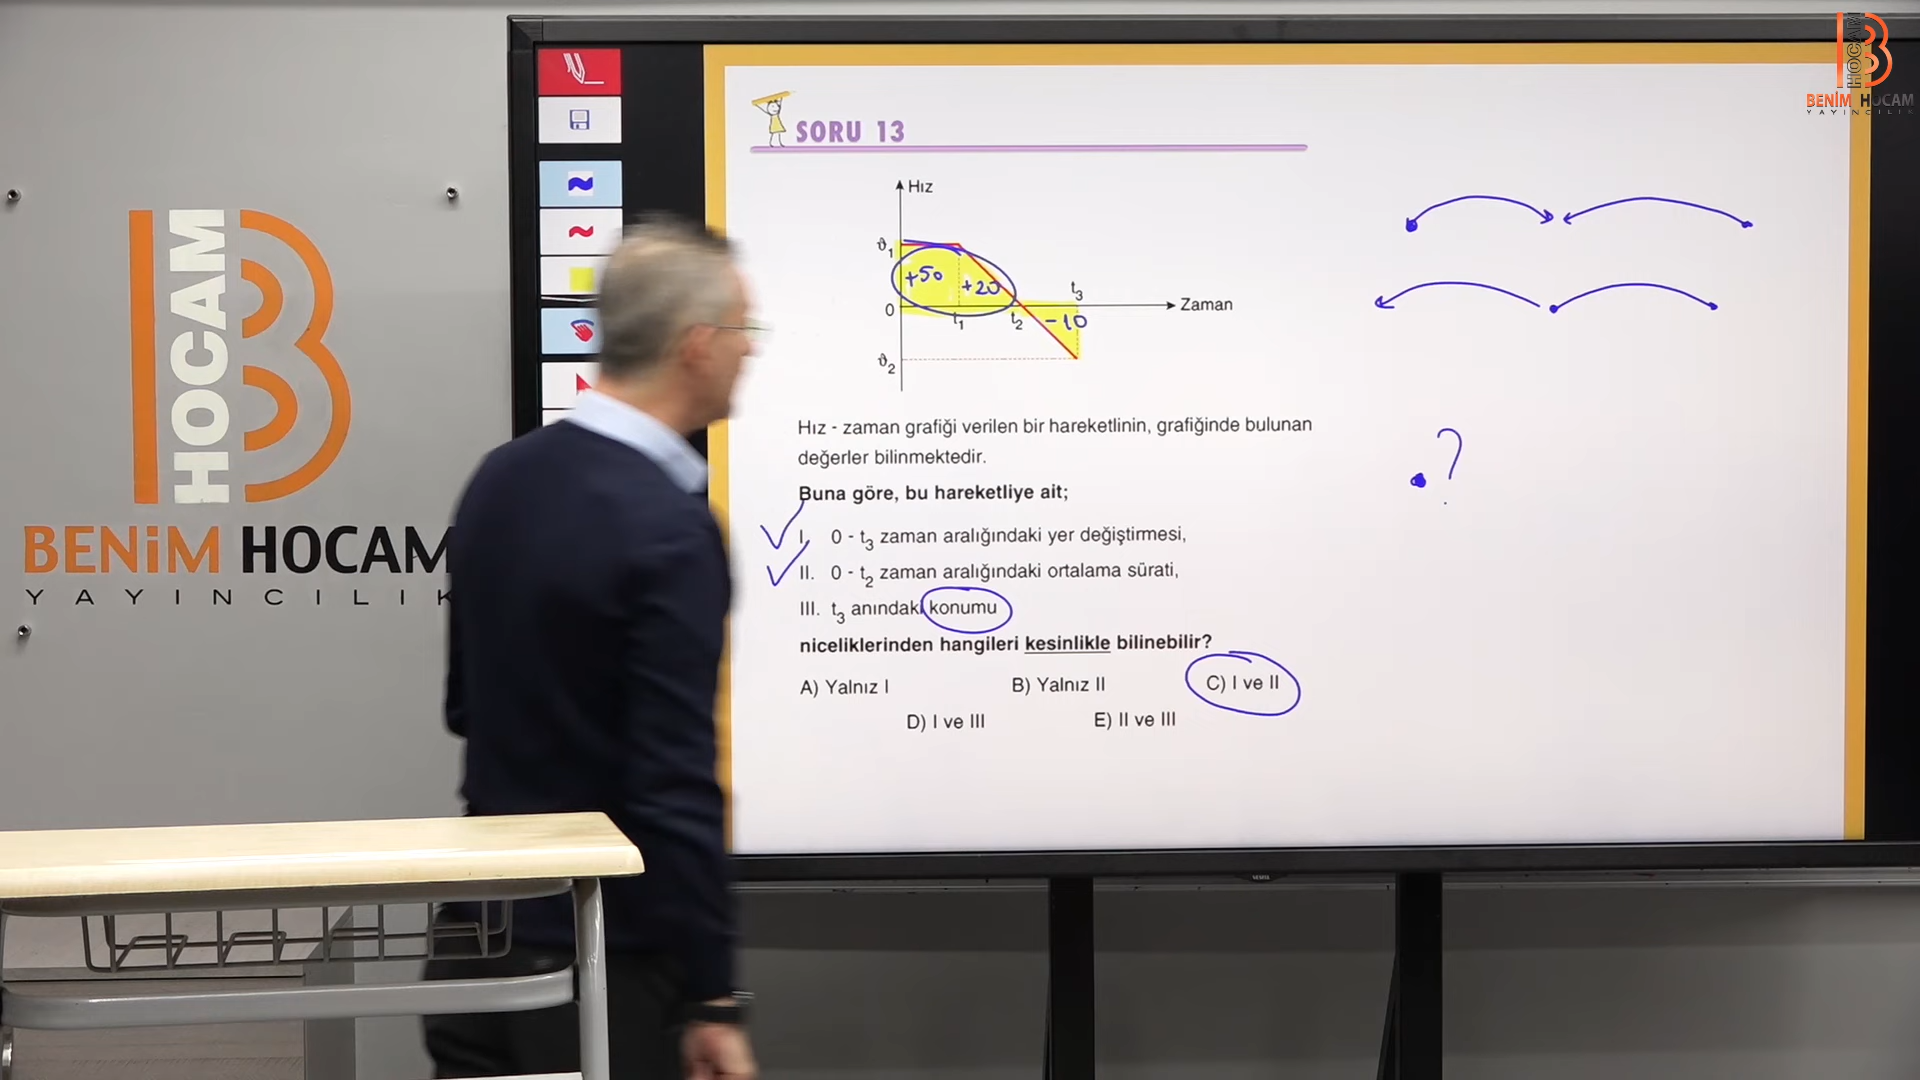 HOCAM
BENİM HOCAM
YAYINCILIK
HOCAM
BENİM HOCAM
YAYINCILIK
SORU 13
Hız
ϑ1
+50
+20
t3
Zaman
0
t1
t2
-10
ϑ2
?
Hız - zaman grafiği verilen bir hareketlinin, grafiğinde bulunan
değerler bilinmektedir.
Buna göre, bu hareketliye ait;
I. 0 - t3 zaman aralığındaki yer değiştirmesi,
II. 0 - t2 zaman aralığındaki ortalama sürati,
III. t3 anındaki konumu
niceliklerinden hangileri kesinlikle bilinebilir?
A) Yalnız I B) Yalnız II C) I ve II
D) I ve III E) II ve III